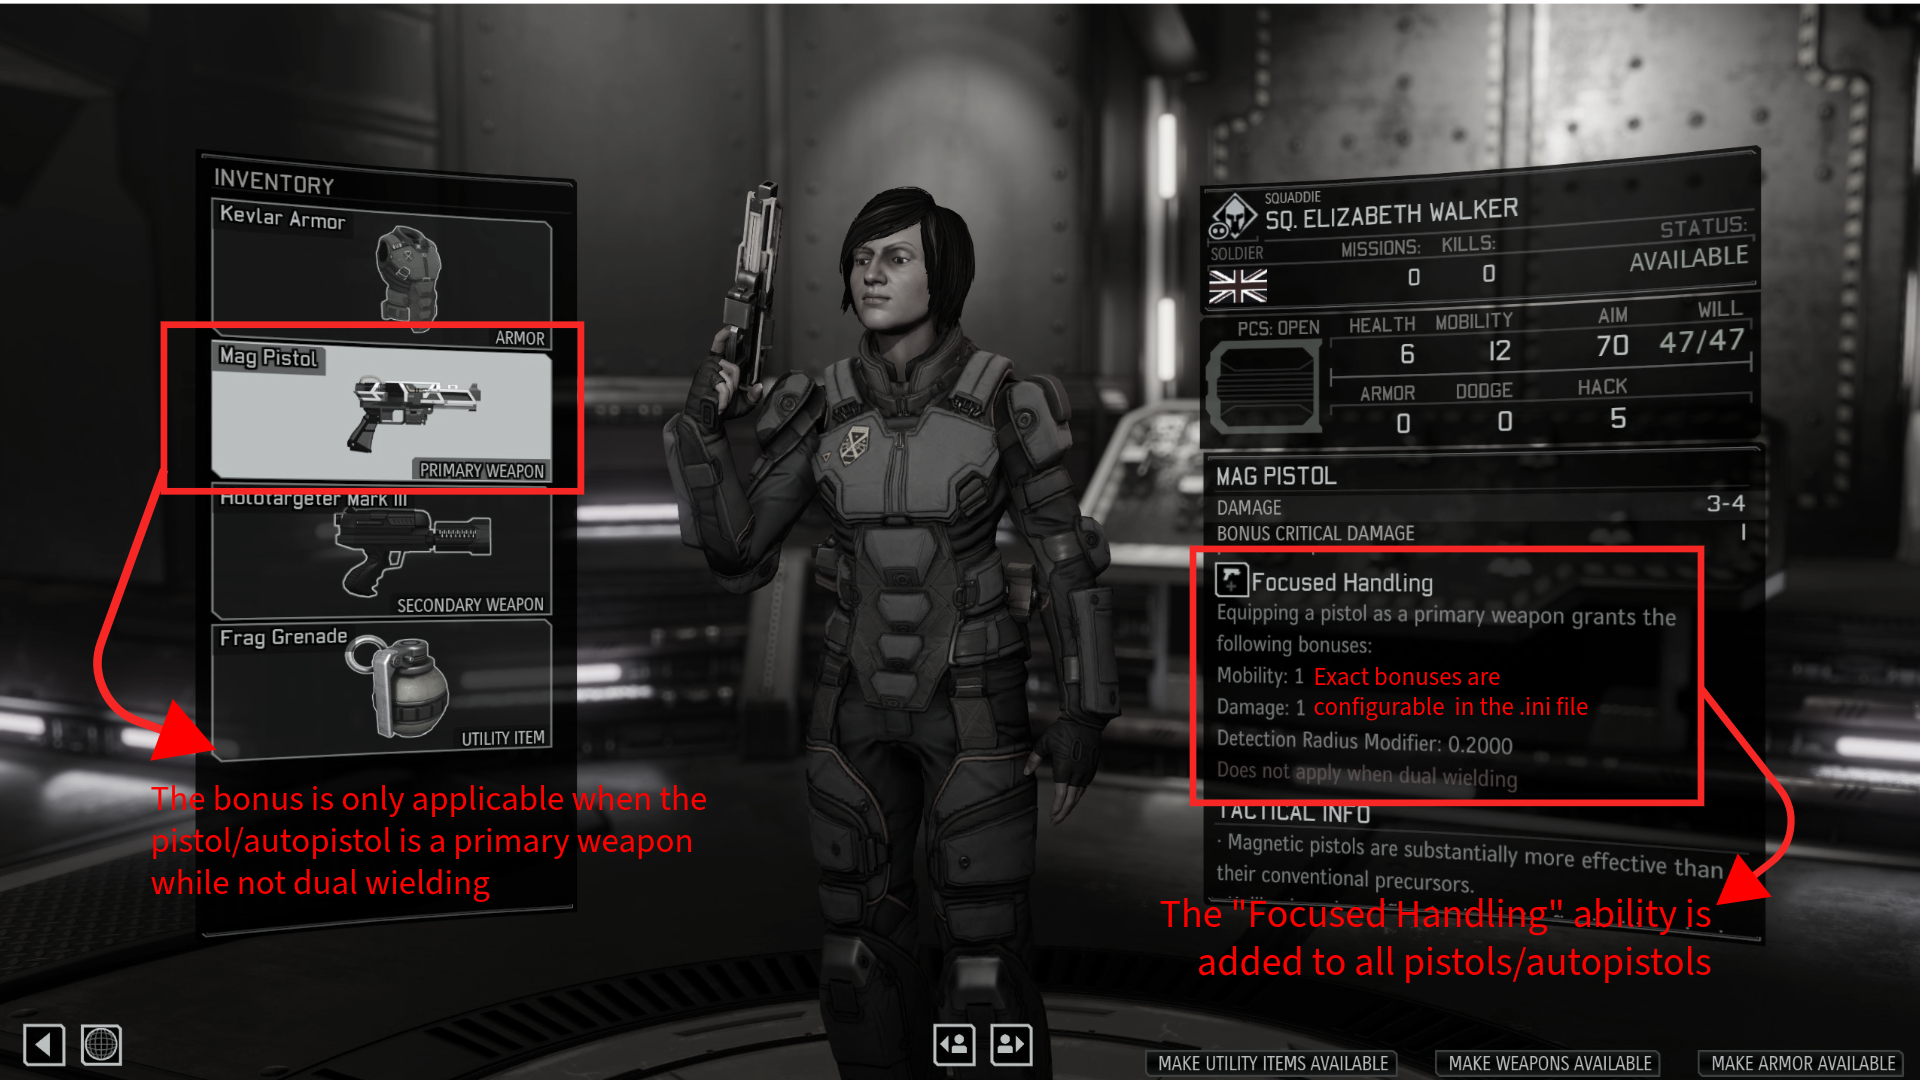 INVENTORY
Kevlar Armor
ARMOR
Mag Pistol
PRIMARY WEAPON
Holotargeter Mark III
SECONDARY WEAPON
Frag Grenade
UTILITY ITEM
The bonus is only applicable when the
pistol/autopistol is a primary weapon
while not dual wielding
SQUADDIE
SQ. ELIZABETH WALKER
SOLDIER
MISSIONS: KILLS:
0 0
STATUS:
AVAILABLE
PCS: OPEN
HEALTH MOBILITY AIM WILL
6 12 70 47/47
ARMOR DODGE HACK
0 0 5
MAG PISTOL
DAMAGE 3-4
BONUS CRITICAL DAMAGE 1
Focused Handling
Equipping a pistol as a primary weapon grants the
following bonuses:
Mobility: 1 Exact bonuses are
Damage: 1 configurable in the .ini file
Detection Radius Modifier: 0.2000
Does not apply when dual wielding
TACTICAL INFO
· Magnetic pistols are substantially more effective than
their conventional precursors.
The "Focused Handling" ability is
added to all pistols/autopistols
MAKE UTILITY ITEMS AVAILABLE
MAKE WEAPONS AVAILABLE
MAKE ARMOR AVAILABLE